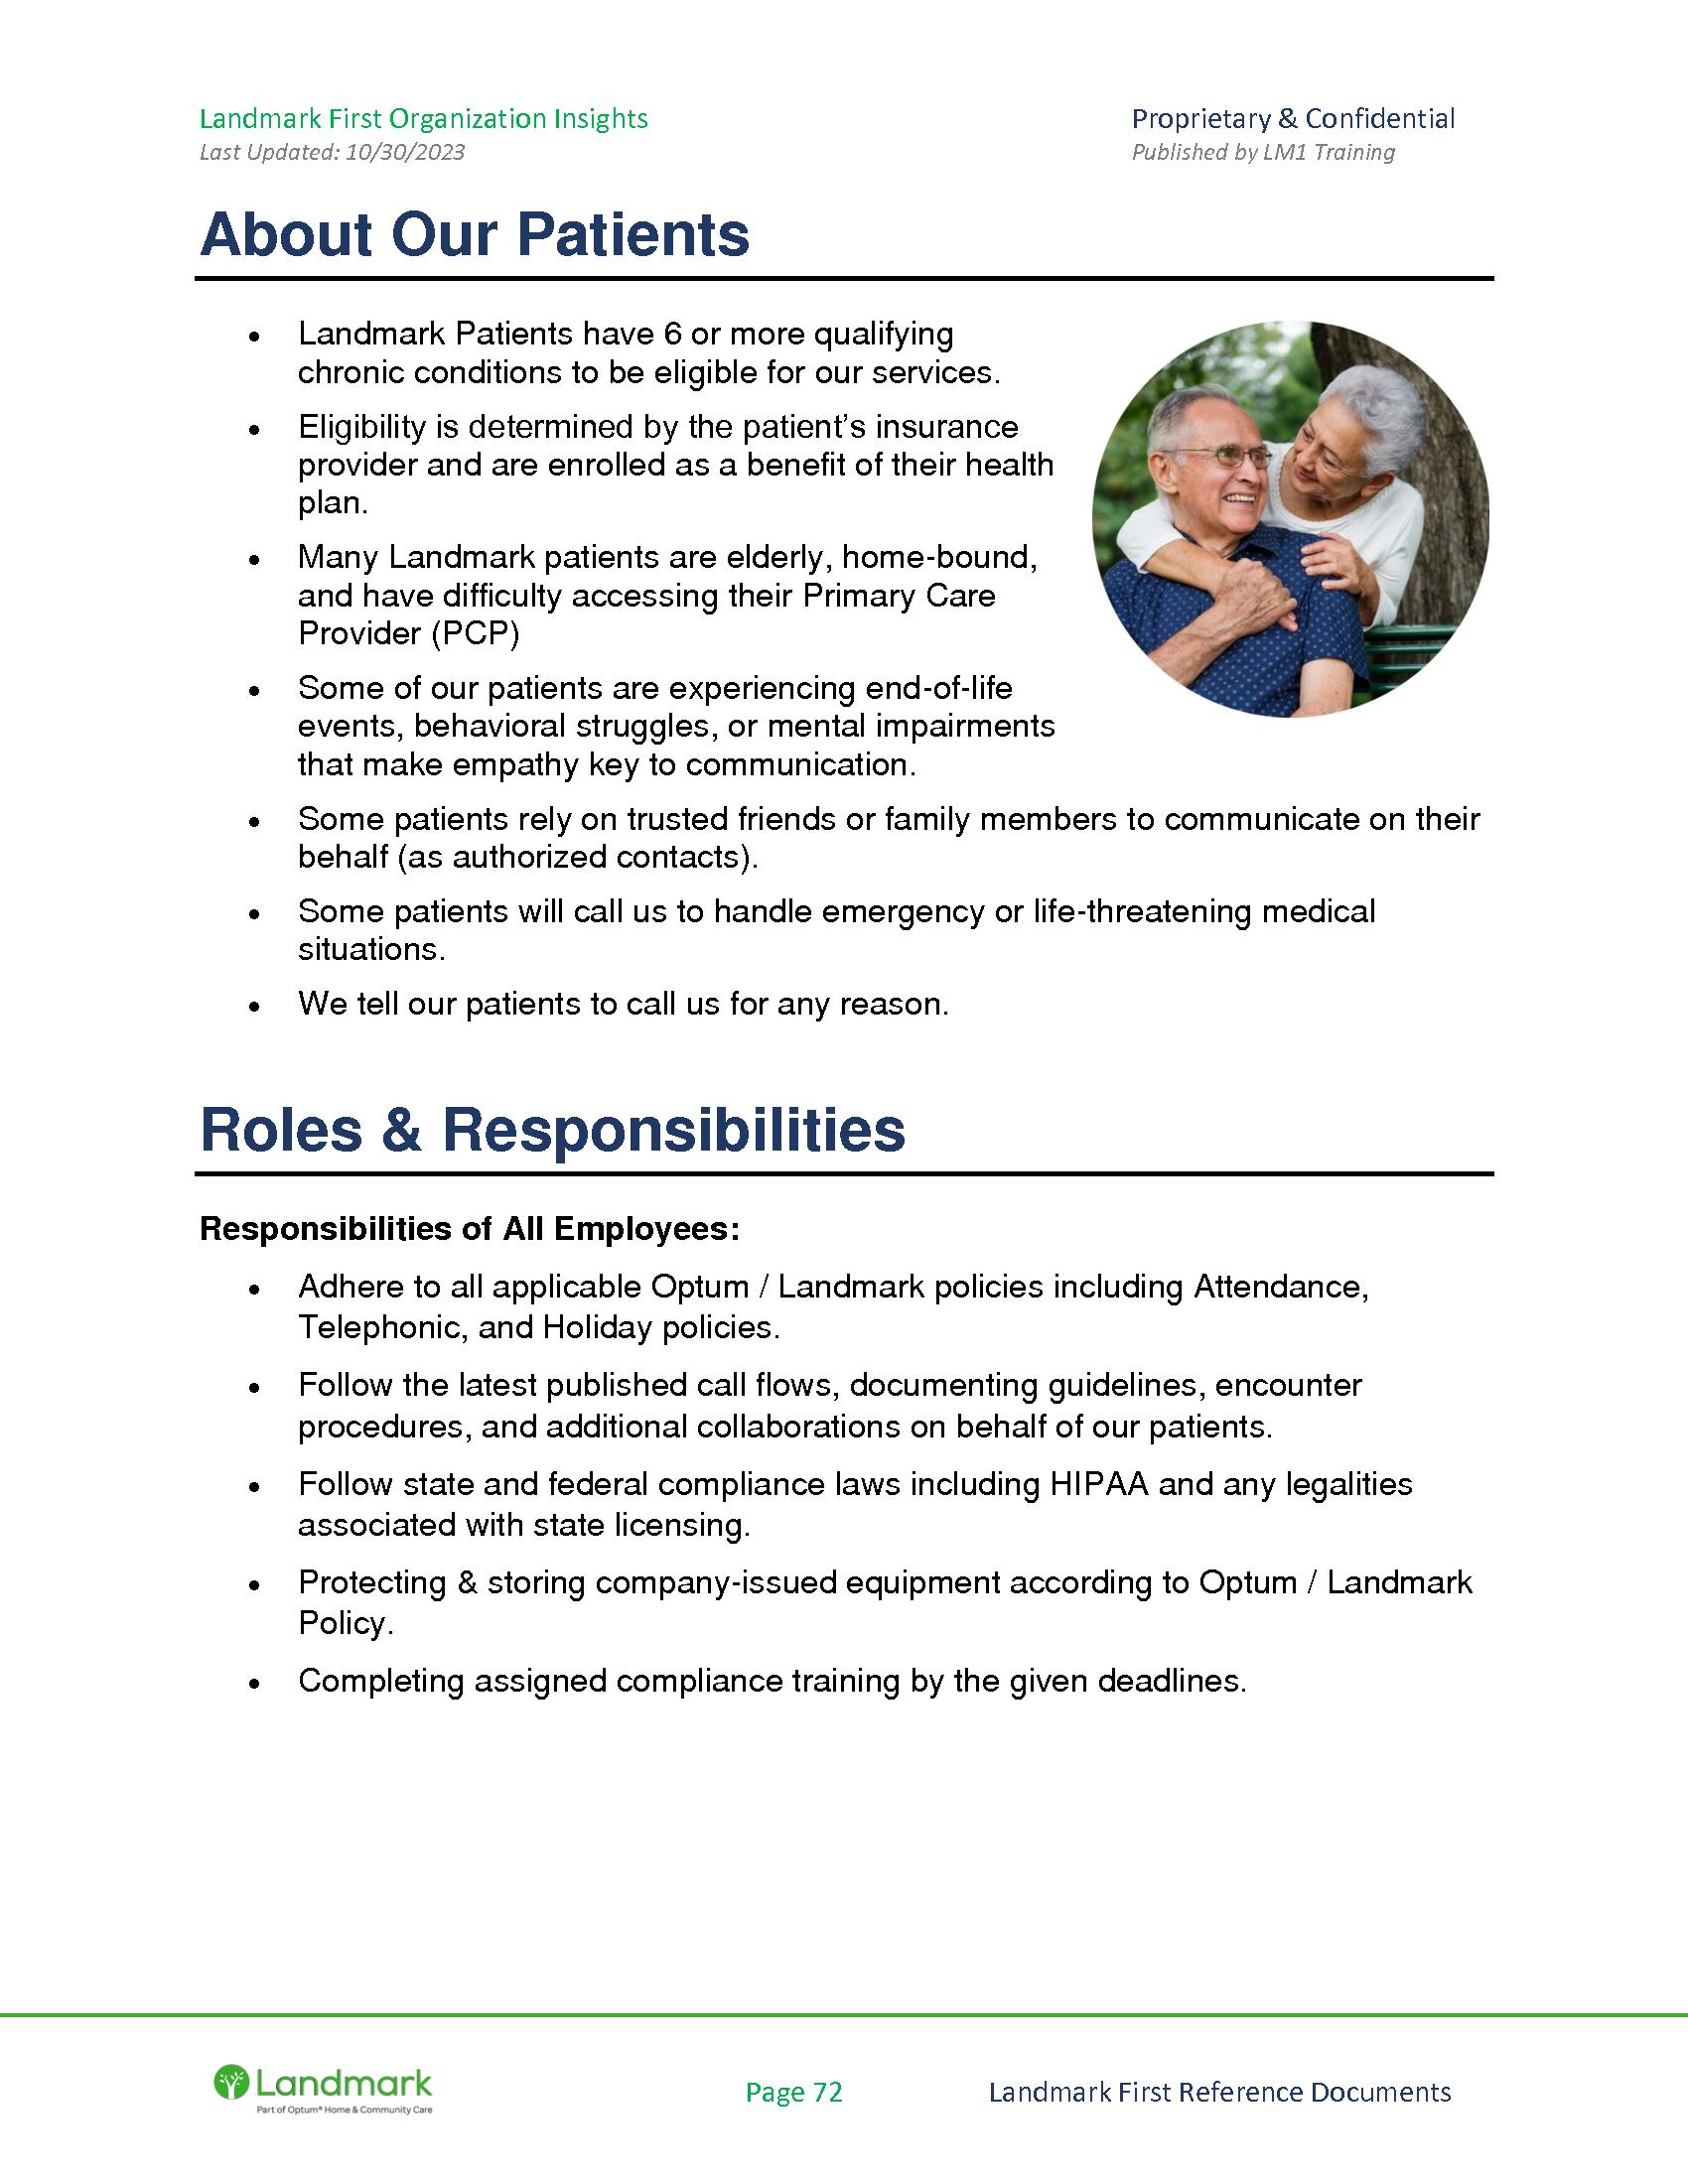 Landmark First Organization Insights
Proprietary & Confidential
Last Updated: 10/30/2023
Published by LM1 Training
About Our Patients
• Landmark Patients have 6 or more qualifying
chronic conditions to be eligible for our services.
• Eligibility is determined by the patient’s insurance
provider and are enrolled as a benefit of their health
plan.
• Many Landmark patients are elderly, home-bound,
and have difficulty accessing their Primary Care
Provider (PCP)
• Some of our patients are experiencing end-of-life
events, behavioral struggles, or mental impairments
that make empathy key to communication.
• Some patients rely on trusted friends or family members to communicate on their
behalf (as authorized contacts).
• Some patients will call us to handle emergency or life-threatening medical
situations.
• We tell our patients to call us for any reason.
Roles & Responsibilities
Responsibilities of All Employees:
• Adhere to all applicable Optum / Landmark policies including Attendance,
Telephonic, and Holiday policies.
• Follow the latest published call flows, documenting guidelines, encounter
procedures, and additional collaborations on behalf of our patients.
• Follow state and federal compliance laws including HIPAA and any legalities
associated with state licensing.
• Protecting & storing company-issued equipment according to Optum / Landmark
Policy.
• Completing assigned compliance training by the given deadlines.
Landmark
Part of Optum® Home & Community Care
Page 72
Landmark First Reference Documents